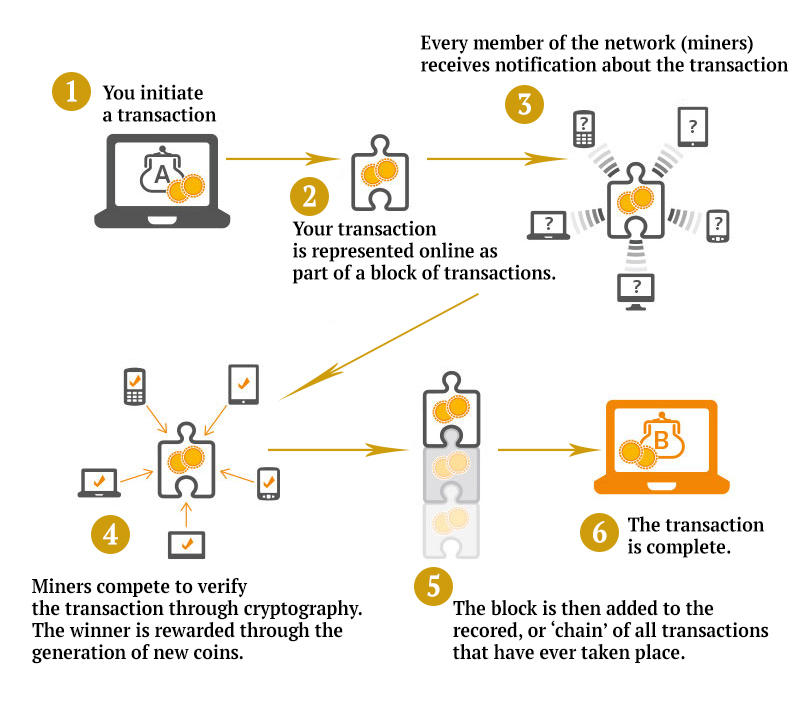 1
You initiate
a transaction
A
2
Your transaction
is represented online as
part of a block of transactions.
Every member of the network (miners)
receives notification about the transaction
3
?
?
?
?
?
4
Miners compete to verify
the transaction through cryptography.
The winner is rewarded through the
generation of new coins.
5
The block is then added to the
recored, or ‘chain’ of all transactions
that have ever taken place.
B
6
The transaction
is complete.